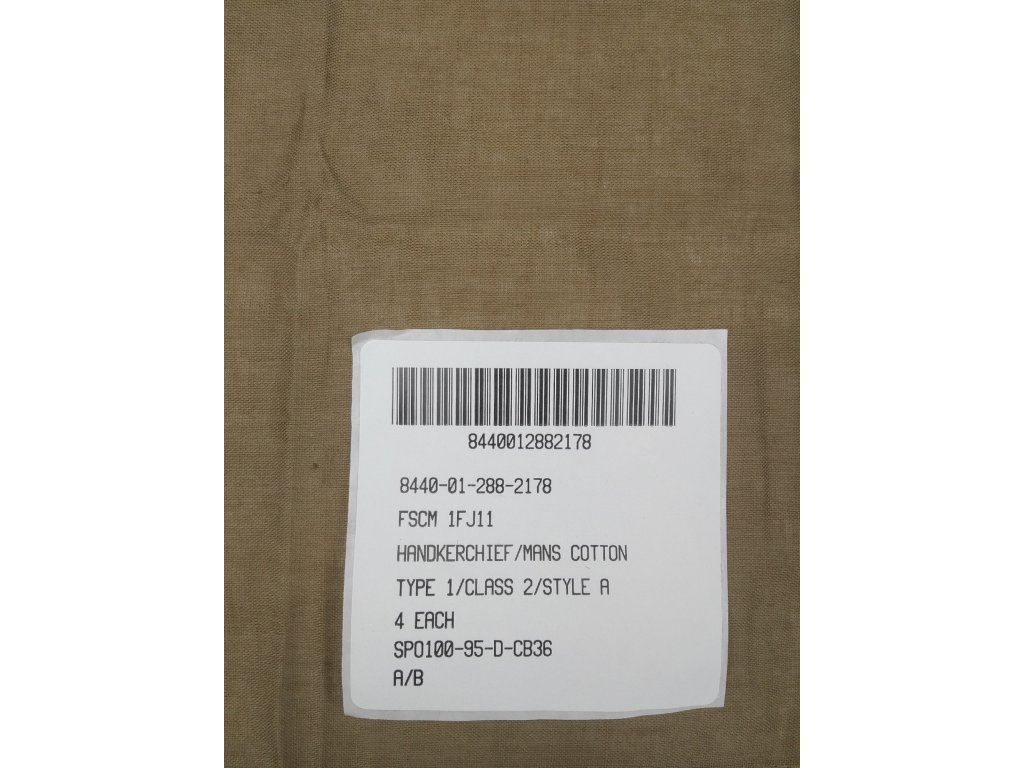 8440012882178
8440-01-288-2178
FSCM 1FJ11
HANDKERCHIEF/MANS COTTON
TYPE 1/CLASS 2/STYLE A
4 EACH
SPO100-95-D-CB36
A/B